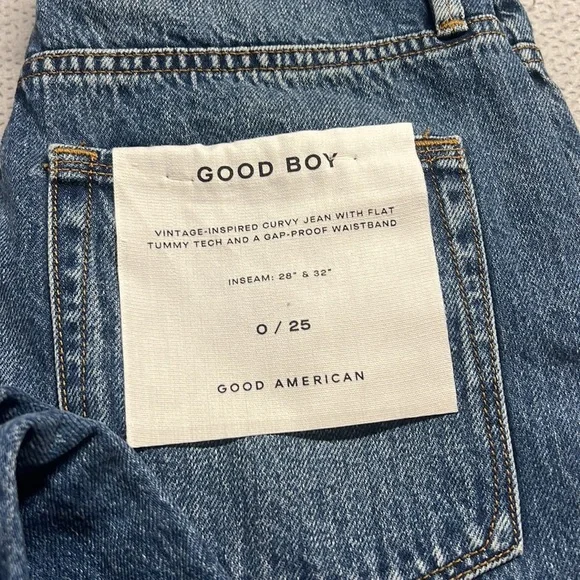 GOOD BOY
VINTAGE-INSPIRED CURVY JEAN WITH FLAT
TUMMY TECH AND A GAP-PROOF WAISTBAND
INSEAM: 28" & 32"
0 / 25
GOOD AMERICAN